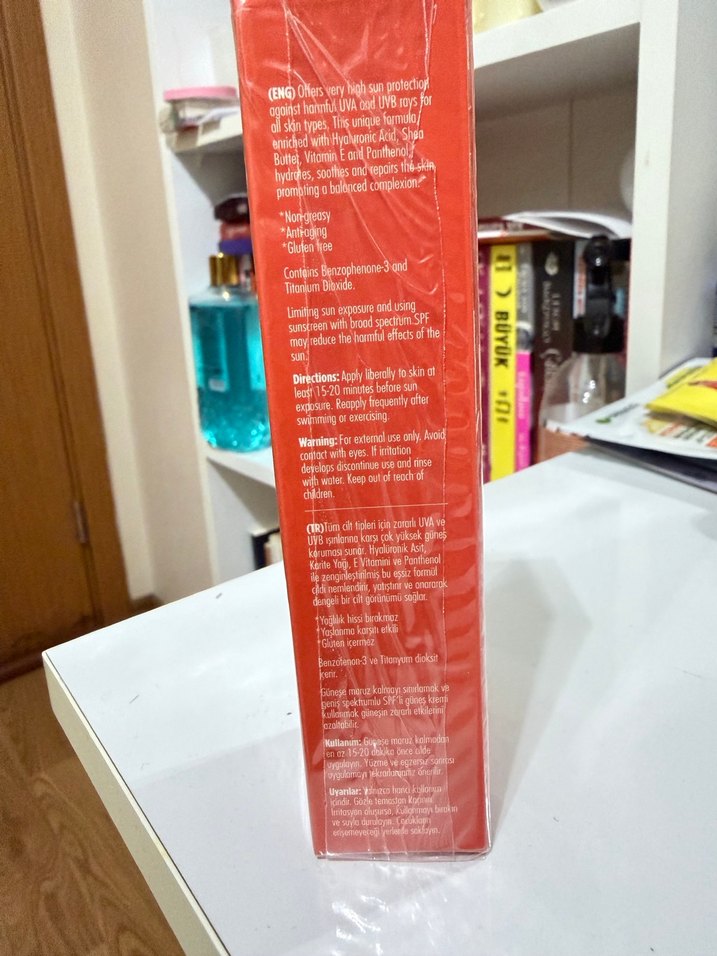 (ENG) Offers very high sun protection
against harmful UVA and UVB rays for
all skin types. This unique formula,
enriched with Hyaluronic Acid, Shea
Butter, Vitamin E and Panthenol,
hydrates, soothes and repairs the skin
promoting a balanced complexion.
*Non-greasy
*Anti-aging
*Gluten free
Contains Benzophenone-3 and
Titanium Dioxide.
Limiting sun exposure and using
sunscreen with broad spectrum SPF
may reduce the harmful effects of the
sun.
Directions: Apply liberally to skin at
least 15-20 minutes before sun
exposure. Reapply frequently after
swimming or exercising.
Warning: For external use only. Avoid
contact with eyes. If irritation
develops discontinue use and rinse
with water. Keep out of reach of
children.
(TR)Tüm cilt tipleri için zararlı UVA ve
UVB ışınlarına karşı çok yüksek güneş
koruması sunar. Hyalüronik Asit,
Karite Yağı, E Vitamini ve Panthenol
ile zenginleştirilmiş bu eşsiz formül
cildi nemlendirir, yatıştırır ve onararak
dengeli bir cilt görünümü sağlar.
*Yağlılık hissi bırakmaz
*Yaşlanma karşıtı etkili
*Glüten içermez
Benzofenon-3 ve Titanyum dioksit
içerir.
Güneşe maruz kalmayı sınırlamak ve
geniş spektrumlu SPF'li güneş kremi
kullanmak güneşin zararlı etkilerini
azaltabilir.
Kullanım: Güneşe maruz kalmadan
en az 15-20 dakika önce cilde
uygulayın. Yüzme ve egzersiz sonrası
uygulamayı tekrarlamanız önerilir.
Uyarılar: Yalnızca harici kullanım
içindir. Gözle temastan kaçının.
İrritasyon oluşursa, kullanmayı bırakın
ve suyla durulayın. Çocukların
erişemeyeceği yerlerde saklayın.
BÜYÜK